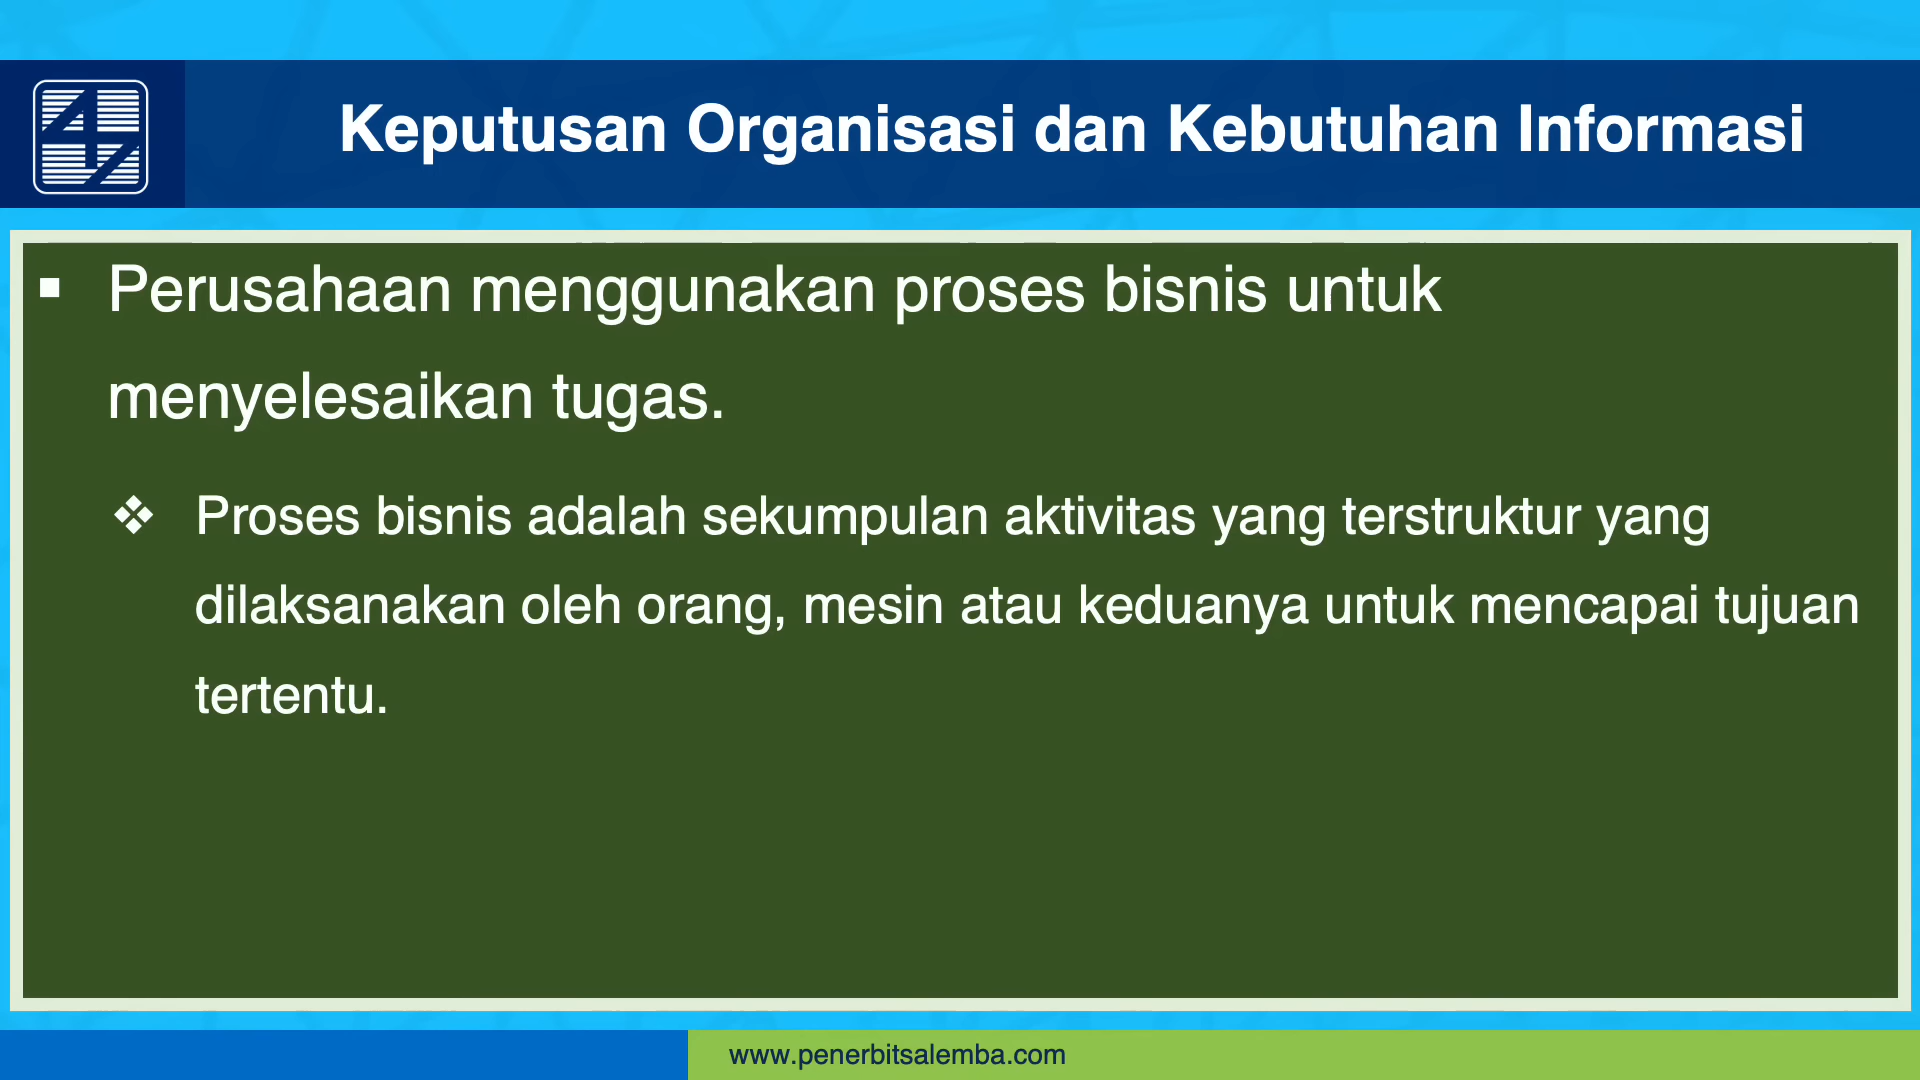 Keputusan Organisasi dan Kebutuhan Informasi
▪ Perusahaan menggunakan proses bisnis untuk
menyelesaikan tugas.
❖ Proses bisnis adalah sekumpulan aktivitas yang terstruktur yang
dilaksanakan oleh orang, mesin atau keduanya untuk mencapai tujuan
tertentu.
www.penerbitsalemba.com